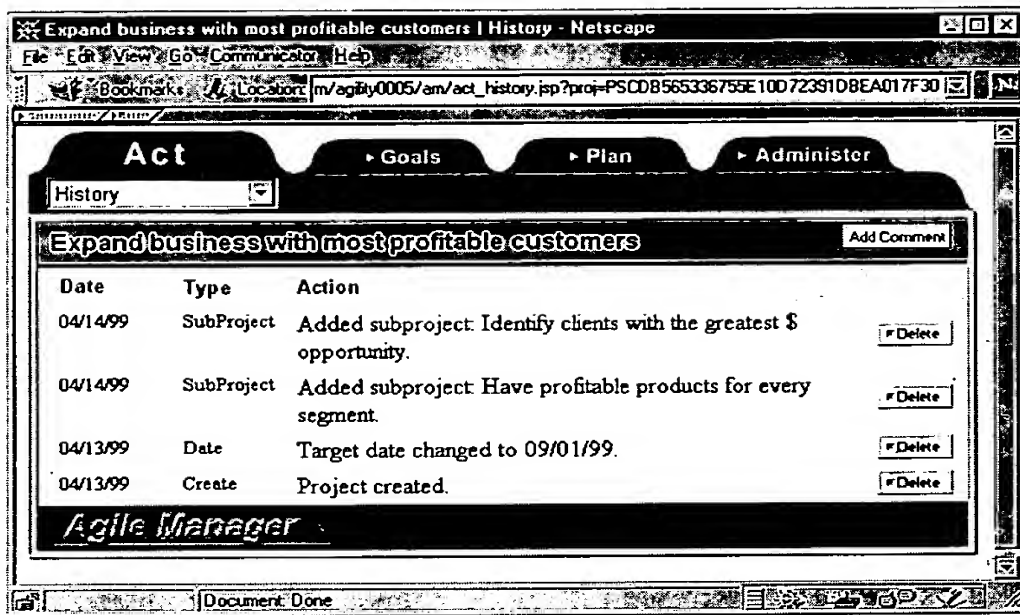 Expand business with most profitable customers | History - Netscape
File Edit View Go Communicator Help
Bookmarks Location: m/agility0005/am/act_history.jsp?proj=PSCDB565336755E10D72391DBEA017F30
Act ▸ Goals ▸ Plan ▸ Administer
History
Expand business with most profitable customers Add Comment
Date Type Action
04/14/99 SubProject Added subproject: Identify clients with the greatest $
opportunity.
Delete
04/14/99 SubProject Added subproject: Have profitable products for every
segment.
Delete
04/13/99 Date Target date changed to 09/01/99. Delete
04/13/99 Create Project created. Delete
Agile Manager
Document: Done